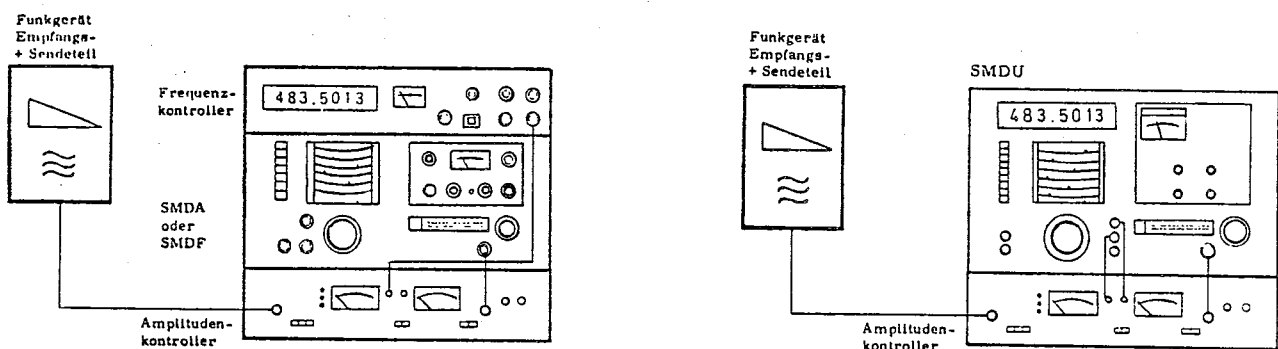 Funkgerät
Empfangs-
+ Sendeteil
Frequenz-
kontroller
483.5013
SMDA
oder
SMDF
Amplituden-
kontroller
Funkgerät
Empfangs-
+ Sendeteil
SMDU
483.5013
Amplituden-
kontroller